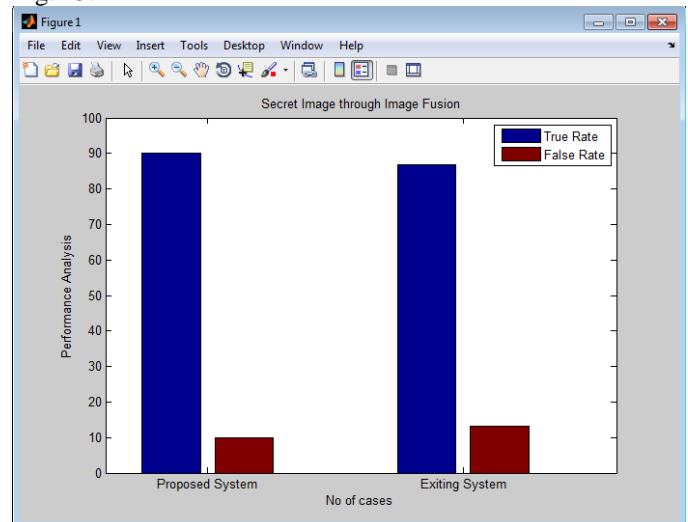 Figure 1
File Edit View Insert Tools Desktop Window Help
Secret Image through Image Fusion
True Rate
False Rate
100
90
80
70
60
50
40
30
20
10
0
Performance Analysis
Proposed System
Exiting System
No of cases